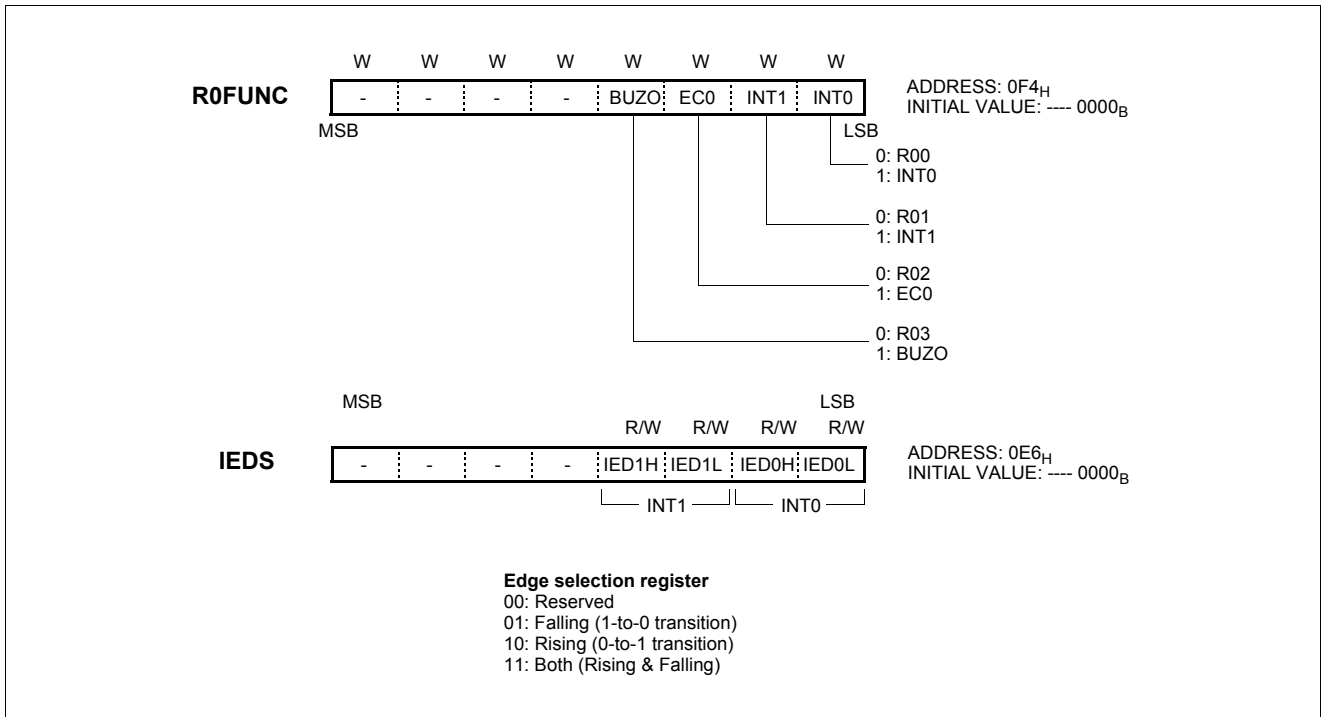 W W W W W W W W
R0FUNC - - - - BUZO EC0 INT1 INT0 ADDRESS: 0F4H
INITIAL VALUE: ---- 0000B
MSB LSB
0: R00
1: INT0
0: R01
1: INT1
0: R02
1: EC0
0: R03
1: BUZO
MSB LSB
R/W R/W R/W R/W
IEDS - - - - IED1H IED1L IED0H IED0L ADDRESS: 0E6H
INITIAL VALUE: ---- 0000B
INT1 INT0
Edge selection register
00: Reserved
01: Falling (1-to-0 transition)
10: Rising (0-to-1 transition)
11: Both (Rising & Falling)